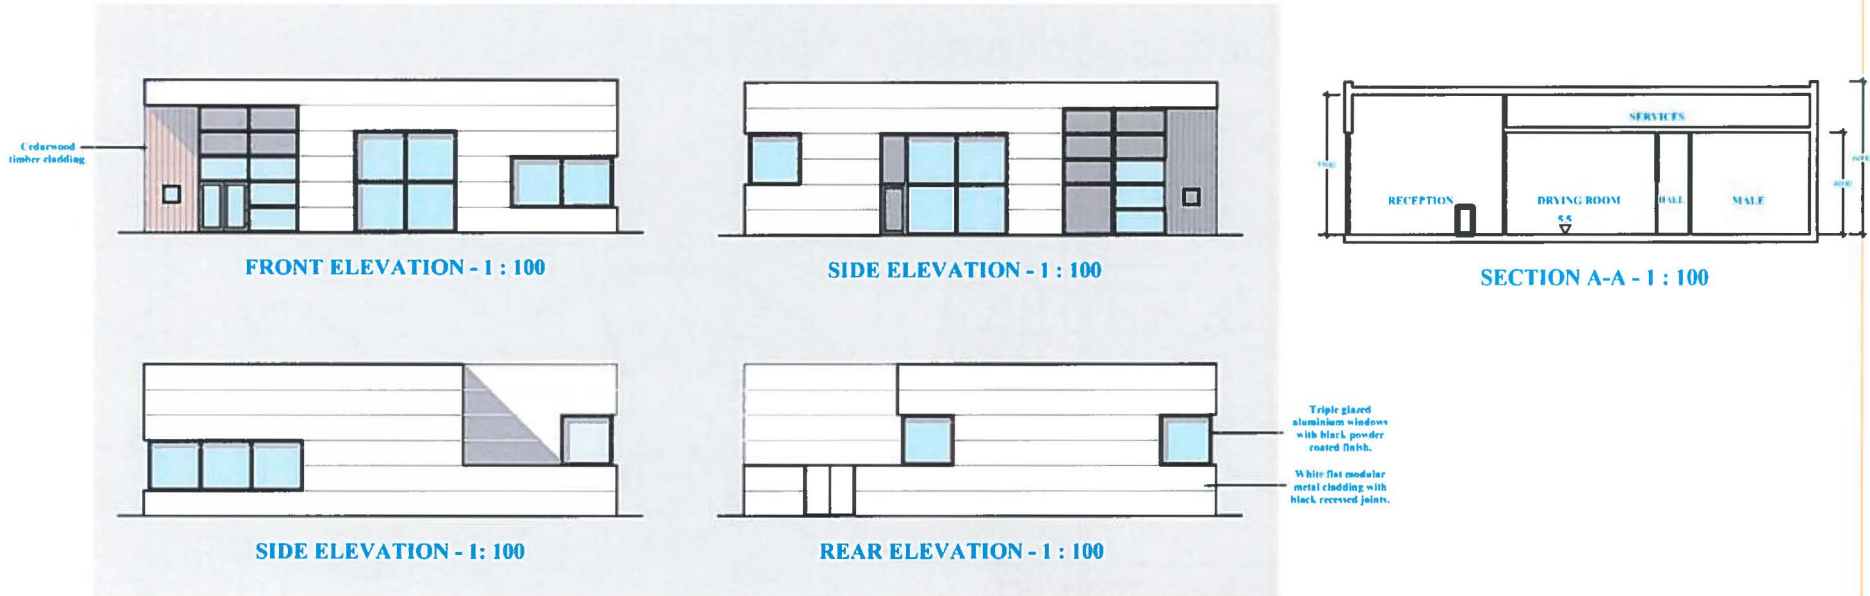 Cedarwood
timber cladding
FRONT ELEVATION - 1 : 100
SIDE ELEVATION - 1 : 100
SERVICES
RECEPTION
DRYING ROOM
HALL
MALE
5.5
SECTION A-A - 1 : 100
SIDE ELEVATION - 1: 100
REAR ELEVATION - 1 : 100
Triple glazed
aluminium windows
with black powder
coated finish.
White flat modular
metal cladding with
black recessed joints.